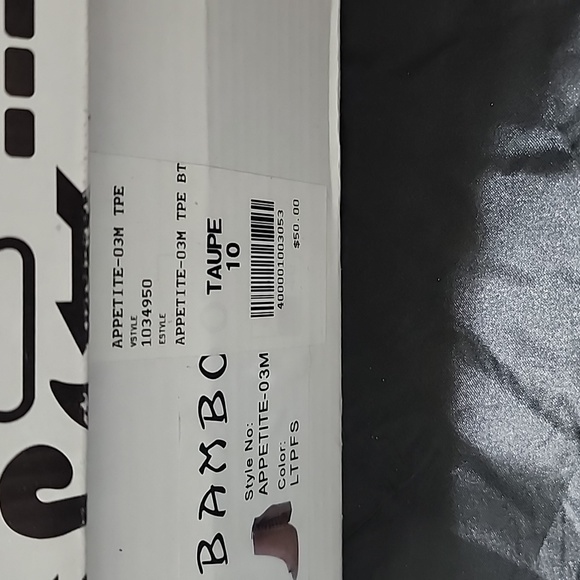 APPETITE-03M TPE
VSTYLE
1034950
ESTYLE
APPETITE-03M TPE BT
TAUPE
10
400001003053
$50.00
BAMBO
Style No:
APPETITE-03M
Color:
LTPFS